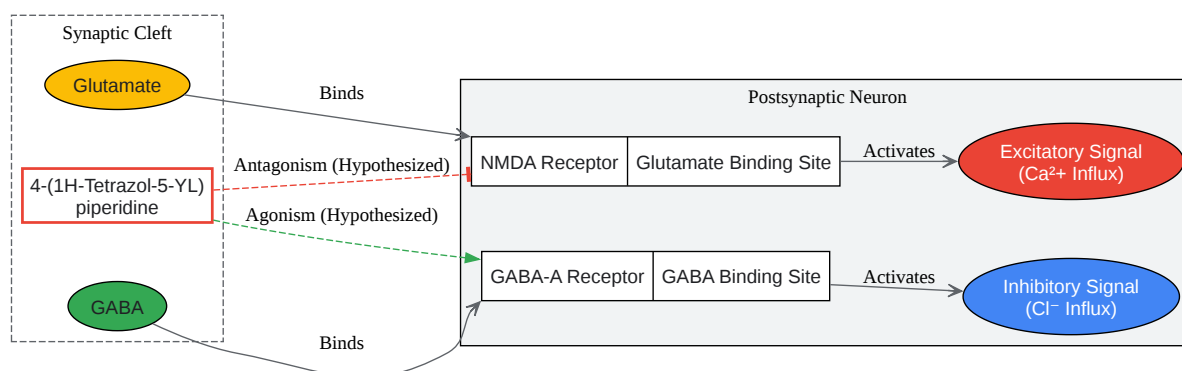 Synaptic Cleft
Glutamate
Binds
Postsynaptic Neuron
Antagonism (Hypothesized)
NMDA Receptor
Glutamate Binding Site
Activates
Excitatory Signal
(Ca²⁺ Influx)
4-(1H-Tetrazol-5-YL)
piperidine
Agonism (Hypothesized)
GABA-A Receptor
GABA Binding Site
Activates
Inhibitory Signal
(Cl⁻ Influx)
GABA
Binds